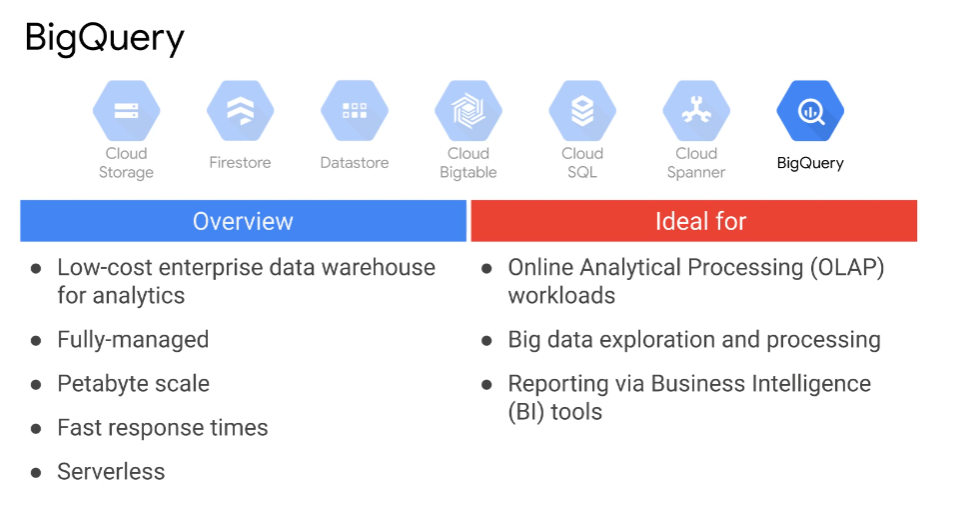 BigQuery
Cloud
Storage
Firestore
Datastore
Cloud
Bigtable
Cloud
SQL
Cloud
Spanner
BigQuery
Overview
● Low-cost enterprise data warehouse
for analytics
● Fully-managed
● Petabyte scale
● Fast response times
● Serverless
Ideal for
● Online Analytical Processing (OLAP)
workloads
● Big data exploration and processing
● Reporting via Business Intelligence
(BI) tools